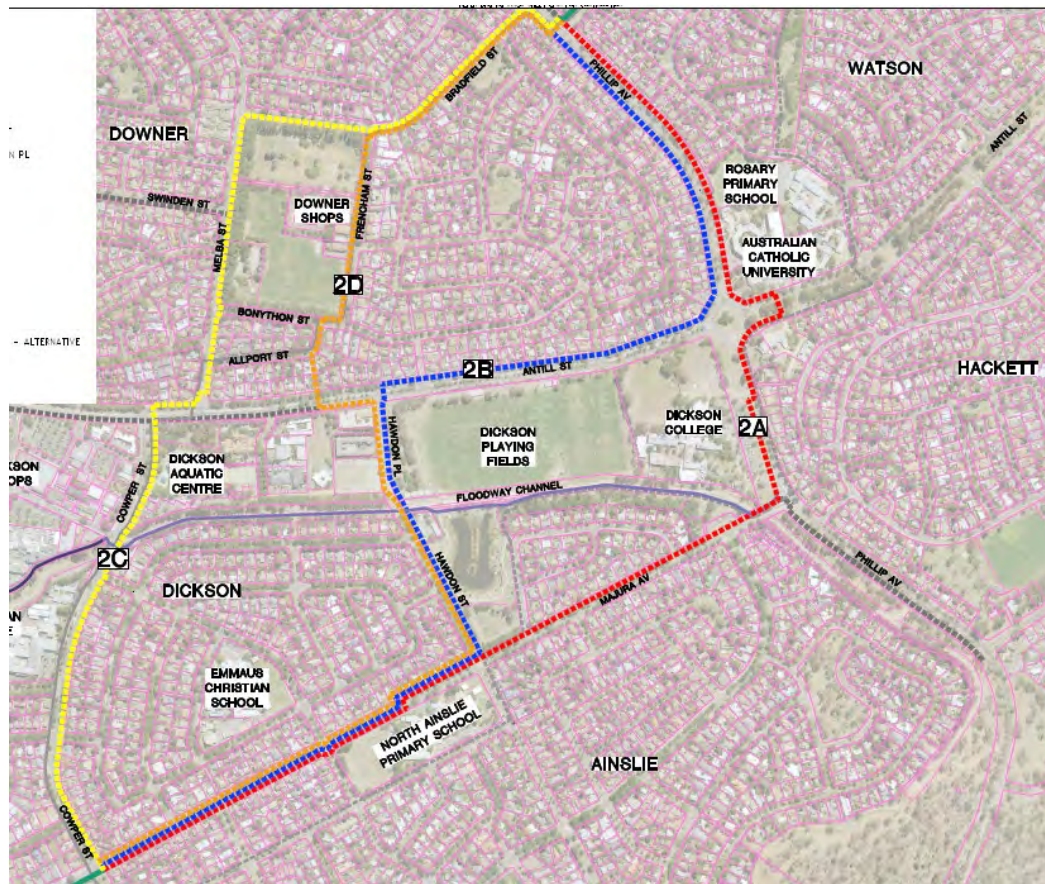 BRADFIELD ST
PHILLIP AV
WATSON
DOWNER
ANTILL ST
N PL
ROSARY
PRIMARY
SCHOOL
SWINDEN ST
DOWNER
SHOPS
FRENCHAM ST
MELBA ST
AUSTRALIAN
CATHOLIC
UNIVERSITY
2D
BONYTHON ST
- ALTERNATIVE
ALLPORT ST
2B
ANTILL ST
HACKETT
DICKSON
COLLEGE
2A
HAWDON PL
DICKSON
PLAYING
FIELDS
KSON
OPS
DICKSON
AQUATIC
CENTRE
COWPER ST
FLOODWAY CHANNEL
2C
PHILLIP AV
DICKSON
HAWDON ST
MAJURA AV
AN
E
EMMAUS
CHRISTIAN
SCHOOL
NORTH AINSLIE
PRIMARY SCHOOL
AINSLIE
COWPER ST